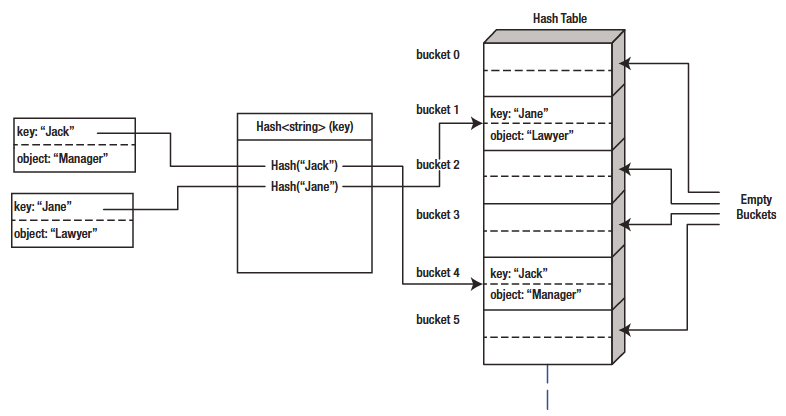 Hash Table
bucket 0
bucket 1
key: “Jane”
object: “Lawyer”
key: “Jack”
object: “Manager”
Hash<string> (key)
Hash(“Jack”)
Hash(“Jane”)
bucket 2
key: “Jane”
object: “Lawyer”
Empty
Buckets
bucket 3
bucket 4
key: “Jack”
object: “Manager”
bucket 5